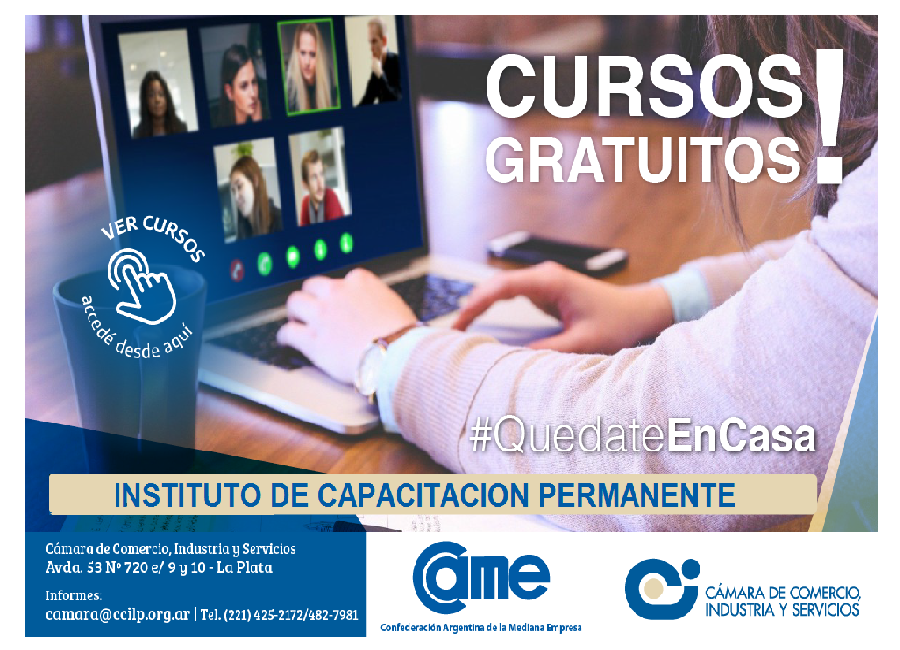 CURSOS
GRATUITOS!
VER CURSOS
accedé desde aquí
#QuedateEnCasa
INSTITUTO DE CAPACITACION PERMANENTE
Cámara de Comercio, Industria y Servicios
Avda. 53 Nº 720 e/ 9 y 10 - La Plata
Informes:
camara@ccilp.org.ar | Tel. (221) 425-2172/482-7981
came
Confederación Argentina de la Mediana Empresa
CÁMARA DE COMERCIO,
INDUSTRIA Y SERVICIOS